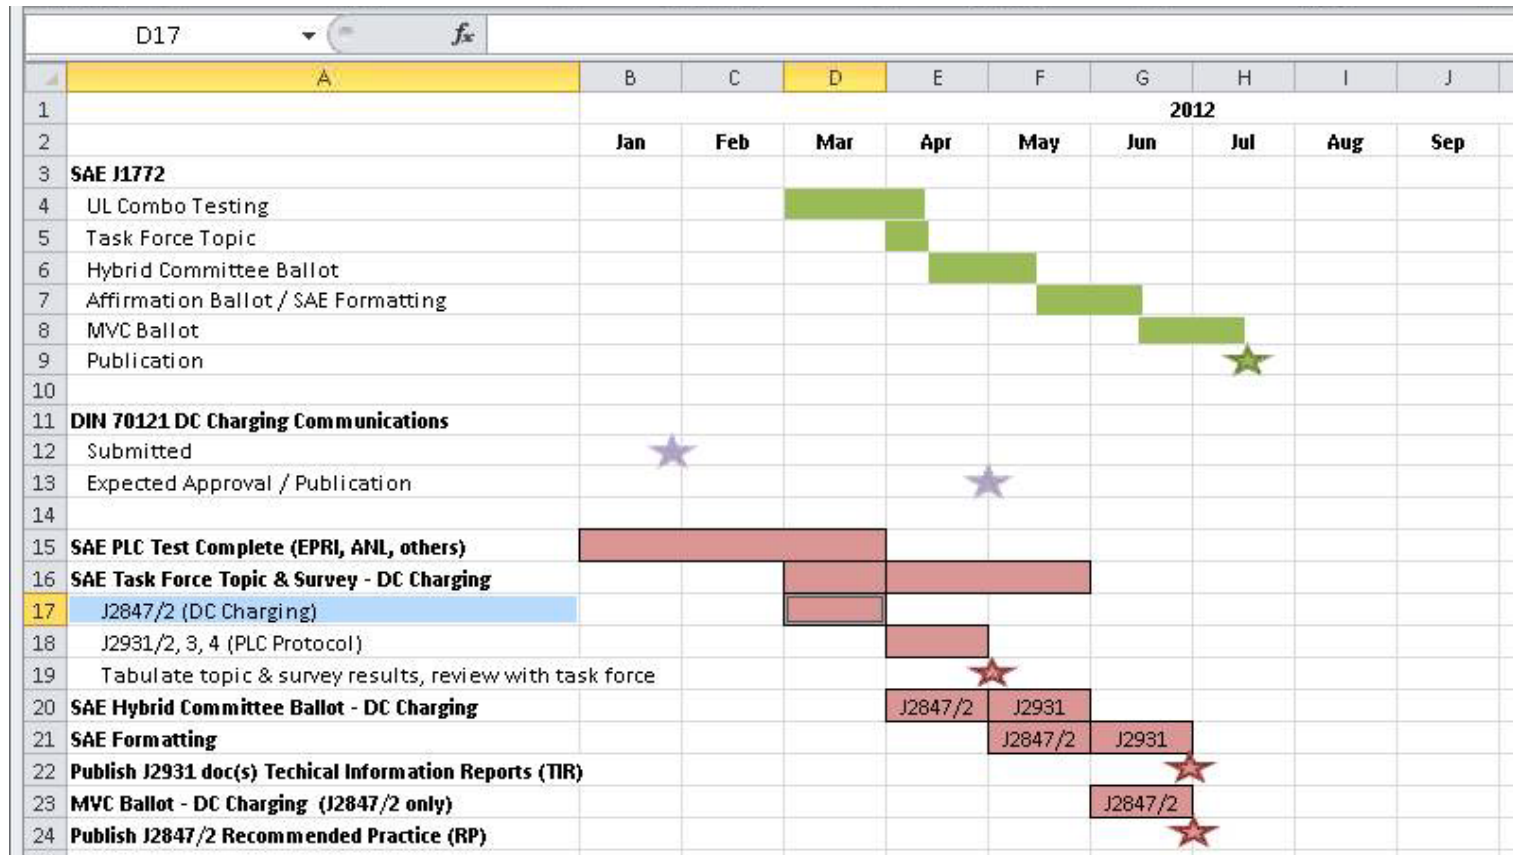 D17 fx
A B C D E F G H I J
1 2012
2 Jan Feb Mar Apr May Jun Jul Aug Sep
3 SAE J1772
4 UL Combo Testing
5 Task Force Topic
6 Hybrid Committee Ballot
7 Affirmation Ballot / SAE Formatting
8 MVC Ballot
9 Publication
10
11 DIN 70121 DC Charging Communications
12 Submitted
13 Expected Approval / Publication
14
15 SAE PLC Test Complete (EPRI, ANL, others)
16 SAE Task Force Topic & Survey - DC Charging
17 J2847/2 (DC Charging)
18 J2931/2, 3, 4 (PLC Protocol)
19 Tabulate topic & survey results, review with task force
20 SAE Hybrid Committee Ballot - DC Charging J2847/2 J2931
21 SAE Formatting J2847/2 J2931
22 Publish J2931 doc(s) Techical Information Reports (TIR)
23 MVC Ballot - DC Charging (J2847/2 only) J2847/2
24 Publish J2847/2 Recommended Practice (RP)